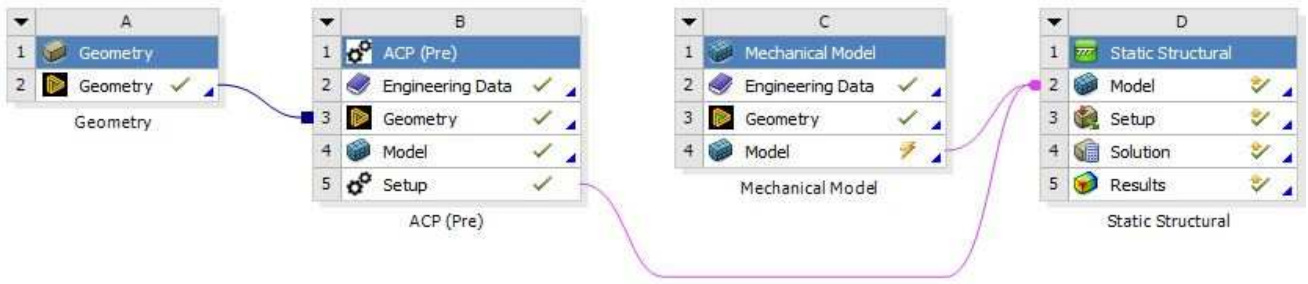 A
1 Geometry
2 Geometry
Geometry
B
1 ACP (Pre)
2 Engineering Data
3 Geometry
4 Model
5 Setup
ACP (Pre)
C
1 Mechanical Model
2 Engineering Data
3 Geometry
4 Model
Mechanical Model
D
1 Static Structural
2 Model
3 Setup
4 Solution
5 Results
Static Structural